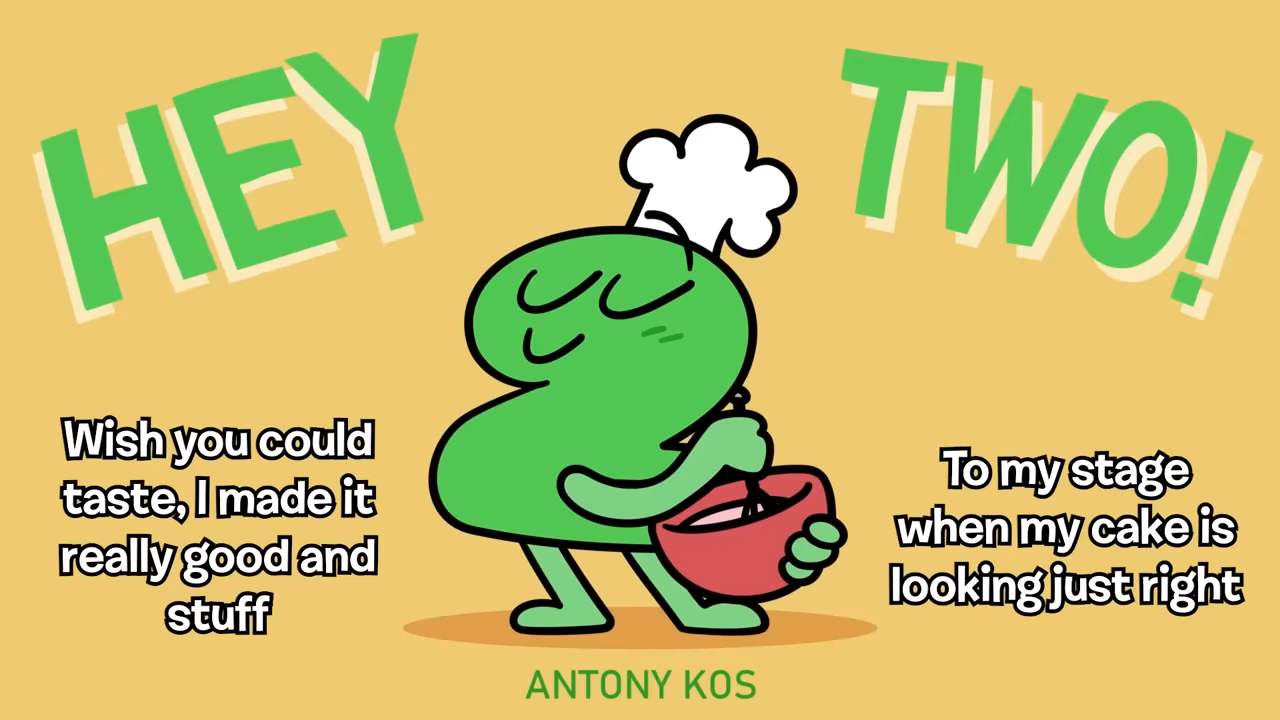 HEY TWO!
Wish you could
taste, I made it
really good and
stuff
To my stage
when my cake is
looking just right
ANTONY KOS